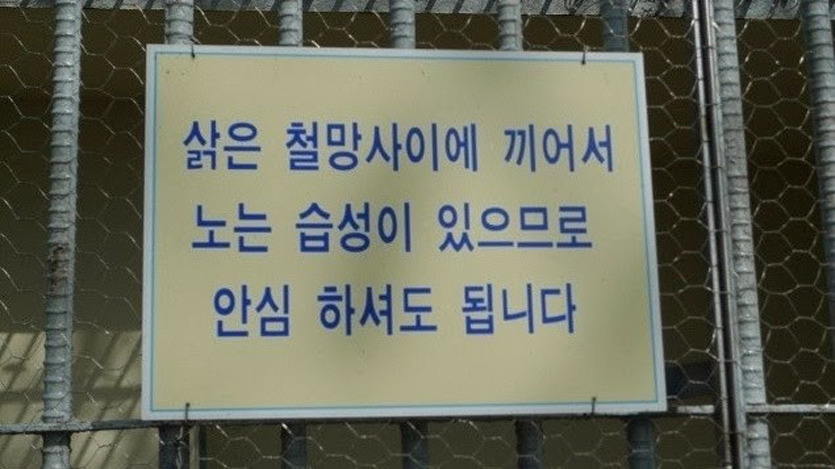 삵은 철망사이에 끼어서
노는 습성이 있으므로
안심 하셔도 됩니다